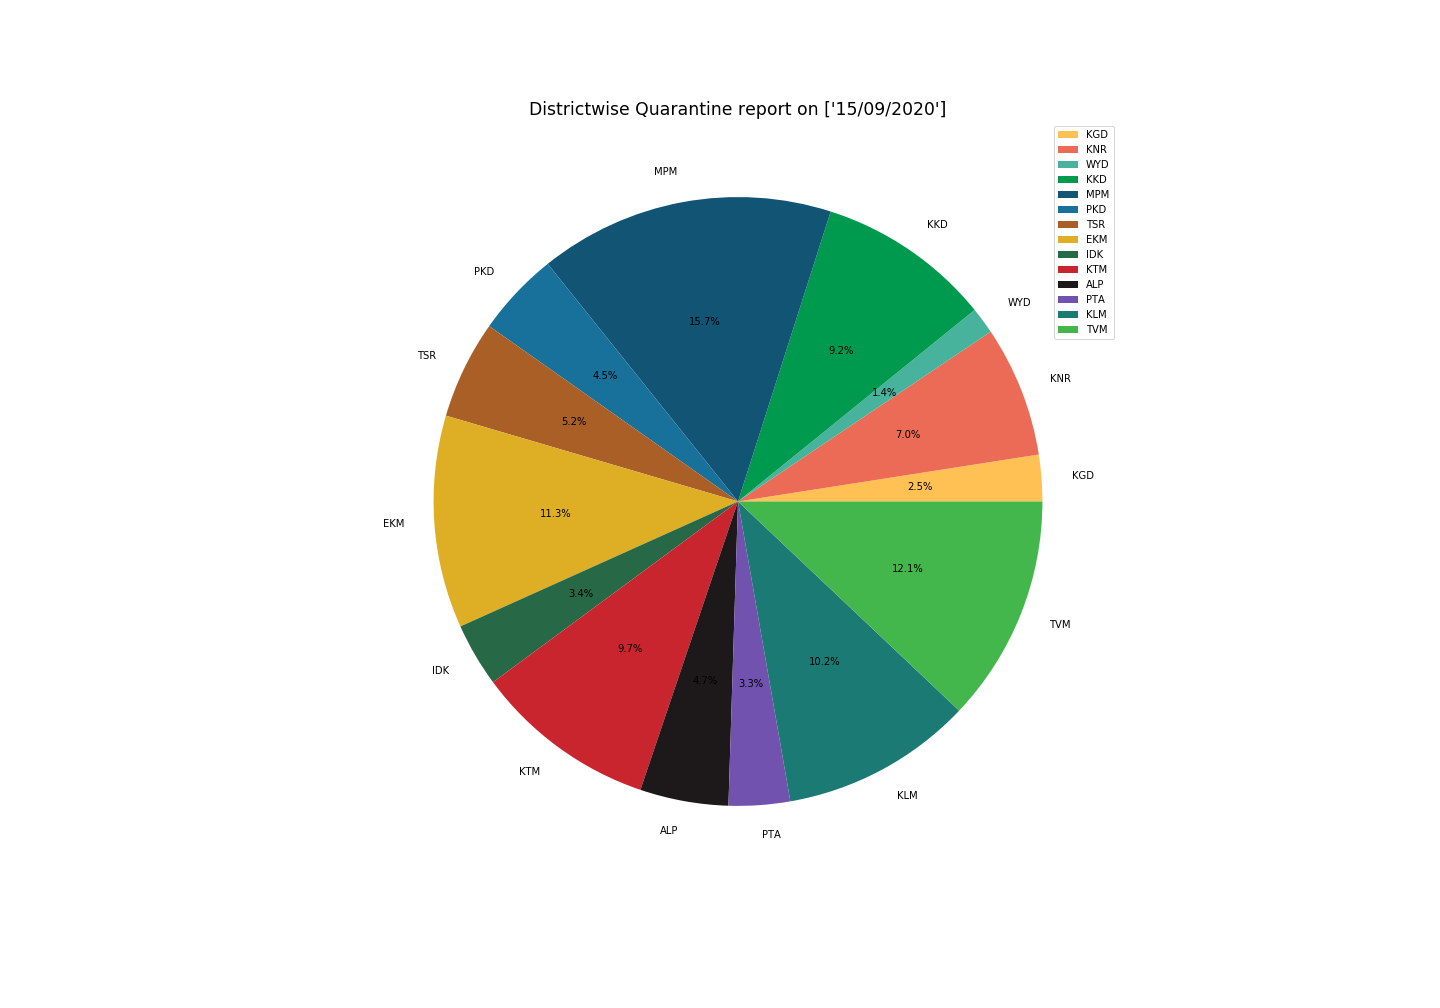 Districtwise Quarantine report on ['15/09/2020']
KGD
KNR
WYD
KKD
MPM
PKD
TSR
EKM
IDK
KTM
ALP
PTA
KLM
TVM
MPM
KKD
PKD
WYD
15.7%
9.2%
TSR
4.5%
1.4%
KNR
5.2%
7.0%
KGD
2.5%
11.3%
EKM
12.1%
3.4%
TVM
9.7%
10.2%
IDK
4.7%
3.3%
KTM
KLM
ALP
PTA